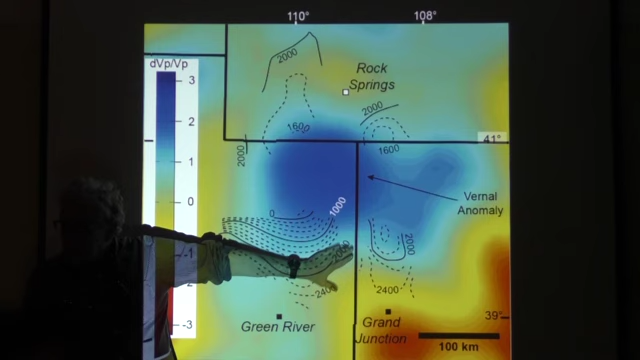 110° 108°
dVp/Vp
3
2
1
0
-1
-3
2000
Rock
Springs
2000
1600
2000
1600
41°
0
1000
Vernal
Anomaly
2000
2400
2400
Green River
Grand
Junction
39°
100 km